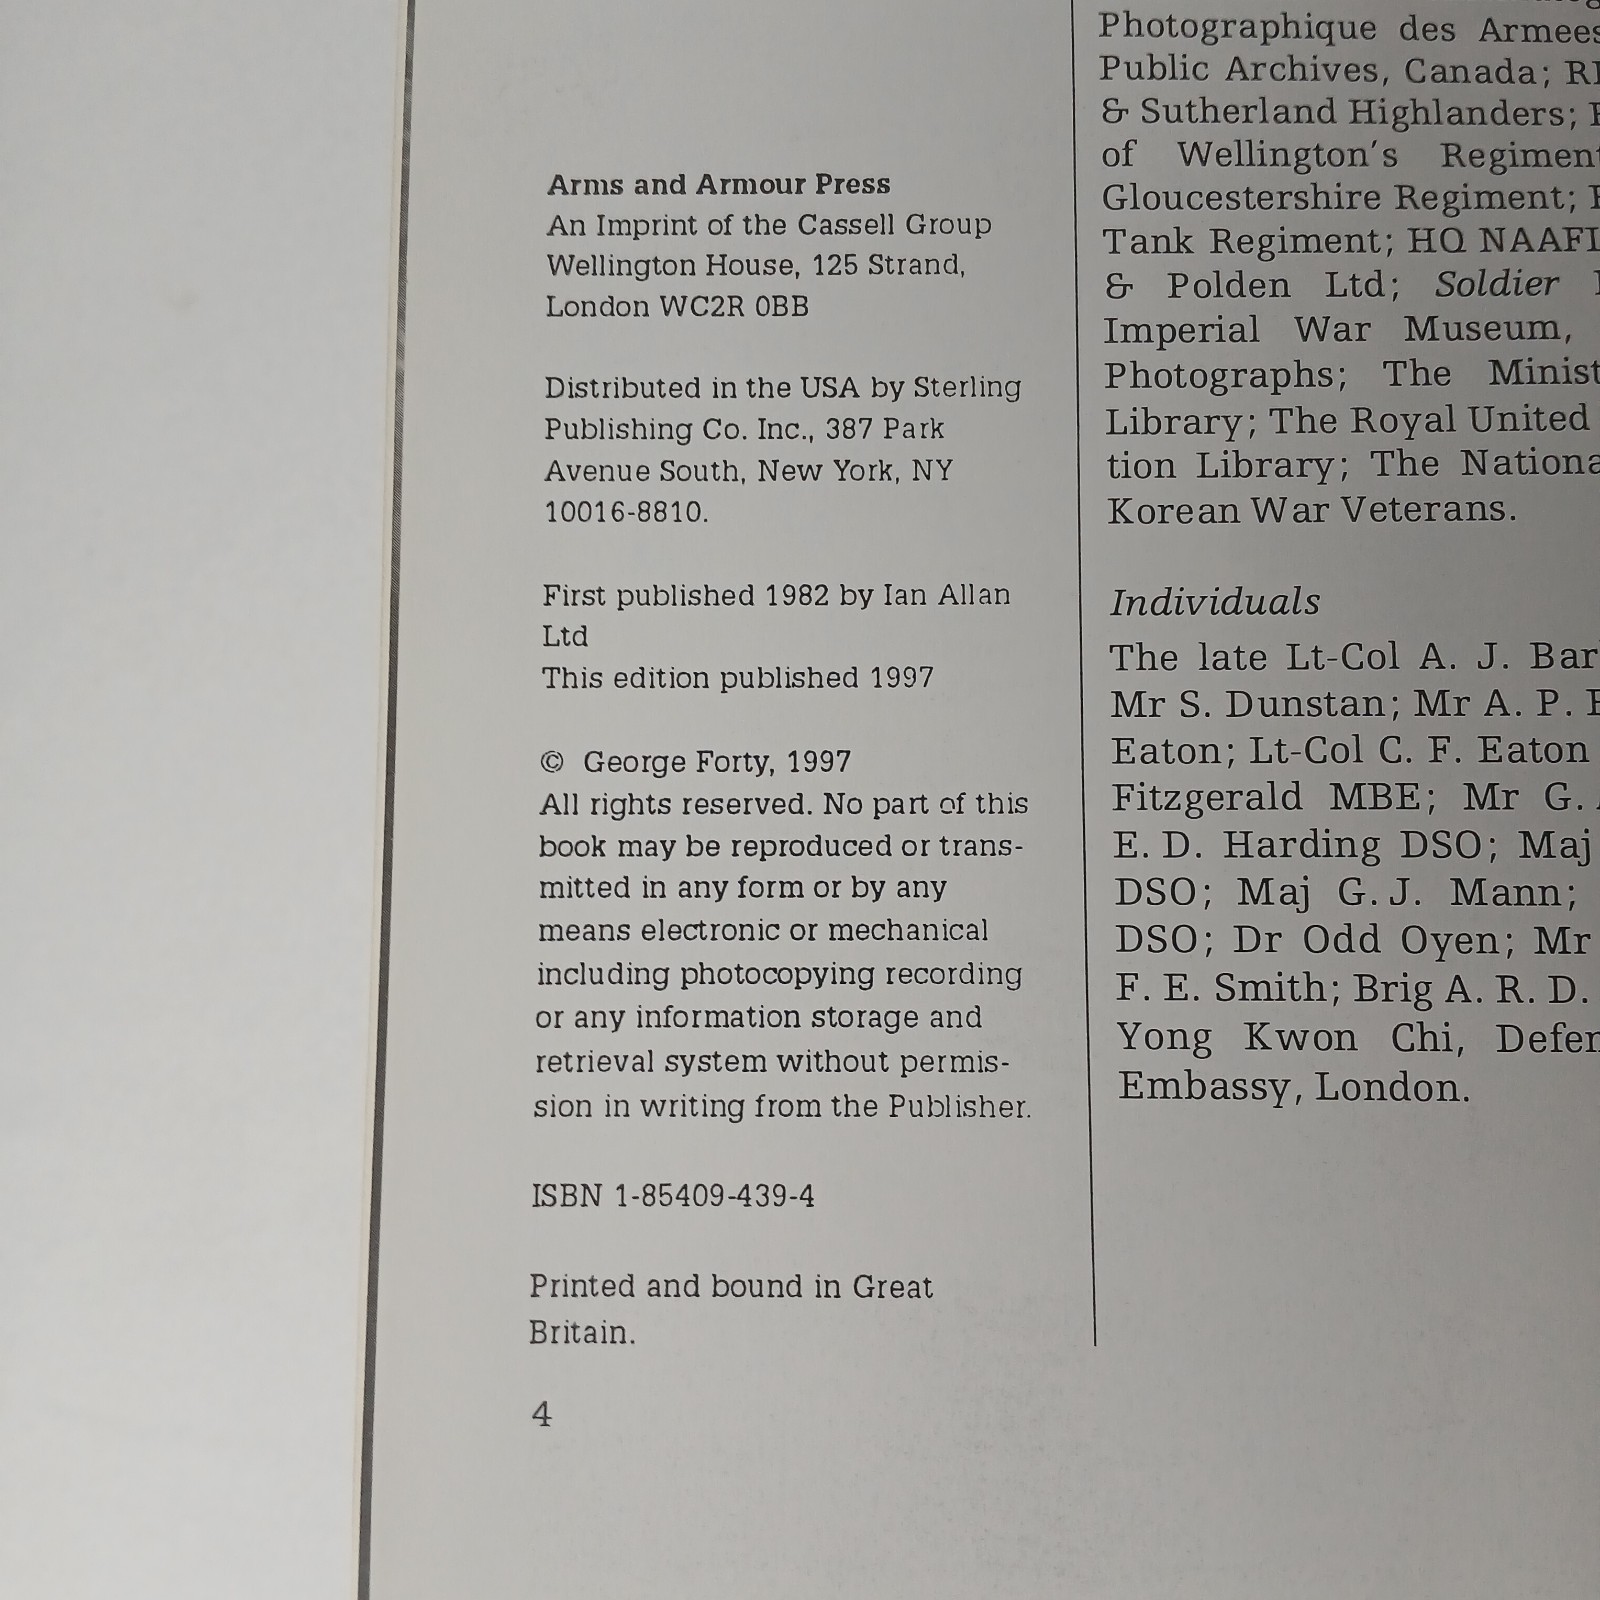 Arms and Armour Press
An Imprint of the Cassell Group
Wellington House, 125 Strand,
London WC2R 0BB
Distributed in the USA by Sterling
Publishing Co. Inc., 387 Park
Avenue South, New York, NY
10016-8810.
First published 1982 by Ian Allan
Ltd
This edition published 1997
© George Forty, 1997
All rights reserved. No part of this
book may be reproduced or trans-
mitted in any form or by any
means electronic or mechanical
including photocopying recording
or any information storage and
retrieval system without permis-
sion in writing from the Publisher.
ISBN 1-85409-439-4
Printed and bound in Great
Britain.
4
Photographique des Armees
Public Archives, Canada;
& Sutherland Highlanders;
of Wellington's Regiment
Gloucestershire Regiment;
Tank Regiment; HQ NAAFI
& Polden Ltd; Soldier
Imperial War Museum,
Photographs; The
Library; The Royal United
tion Library; The
Korean War Veterans.
Individuals
The late Lt-Col A. J.
Mr S. Dunstan; Mr A. P.
Eaton; Lt-Col C. F. Eaton
Fitzgerald MBE; Mr G.
E. D. Harding DSO; Maj
DSO; Maj G. J. Mann;
DSO; Dr Odd Oyen; Mr
F. E. Smith; Brig A. R. D.
Yong Kwon Chi,
Embassy, London.